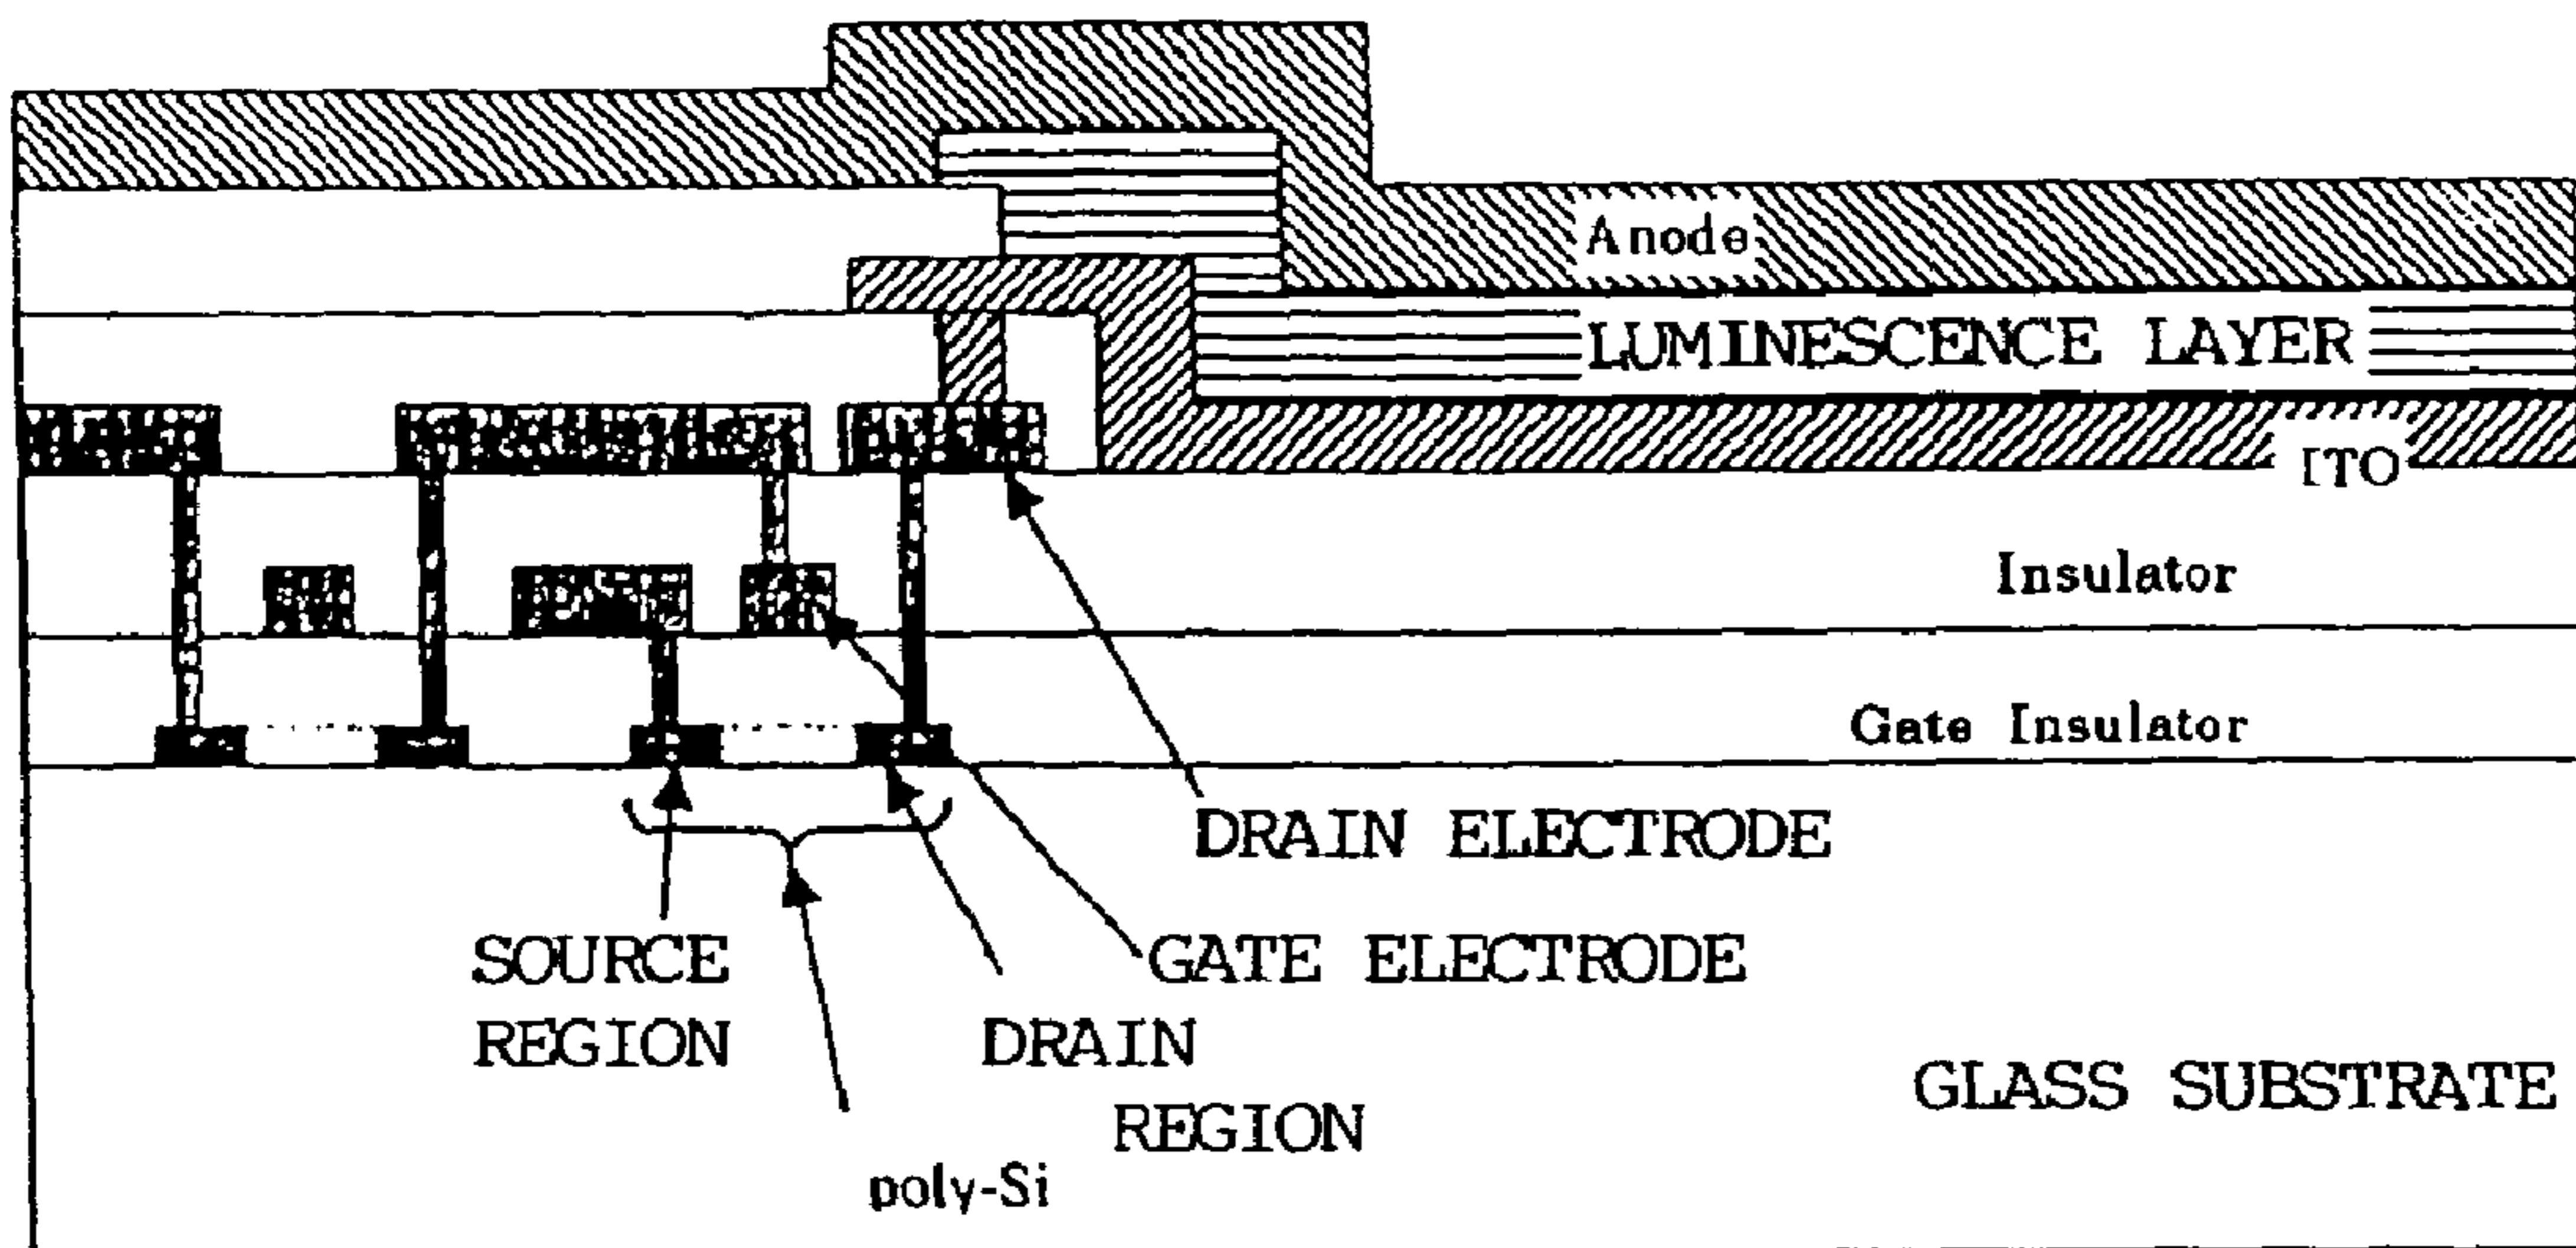 Anode
LUMINESCENCE LAYER
ITO
Insulator
Gate Insulator
DRAIN ELECTRODE
SOURCE
REGION
GATE ELECTRODE
DRAIN
REGION
GLASS SUBSTRATE
poly-Si